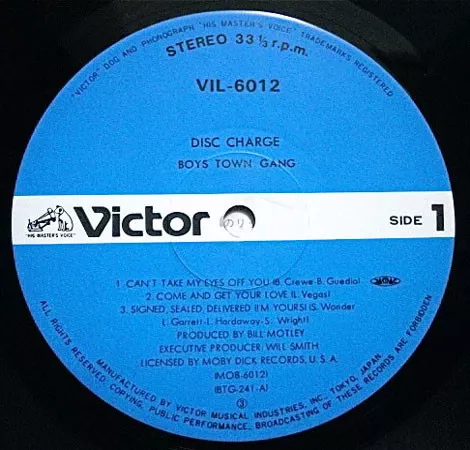 "VICTOR" DOG AND PHONOGRAPH "HIS MASTER'S VOICE" TRADEMARKS REGISTERED
STEREO 33 1/3 r.p.m.
VIL-6012
DISC CHARGE
BOYS TOWN GANG
"HIS MASTER'S VOICE"
Victor
のり
SIDE 1
1. CAN'T TAKE MY EYES OFF YOU (B. Crewe-B. Guedio)
2. COME AND GET YOUR LOVE (L. Vegas)
3. SIGNED, SEALED, DELIVERED (I'M YOURS) (S. Wonder
L. Garrett-L. Hardaway-S. Wright)
PRODUCED BY BILL MOTLEY
EXECUTIVE PRODUCER: WILL SMITH
LICENSED BY MOBY DICK RECORDS, U.S.A.
(MOB-6012)
(BTG-241-A)
③
ALL RIGHTS RESERVED. COPYING, PUBLIC PERFORMANCE, BROADCASTING OF THESE RECORDS ARE FORBIDDEN
MANUFACTURED BY VICTOR MUSICAL INDUSTRIES, INC., TOKYO, JAPAN